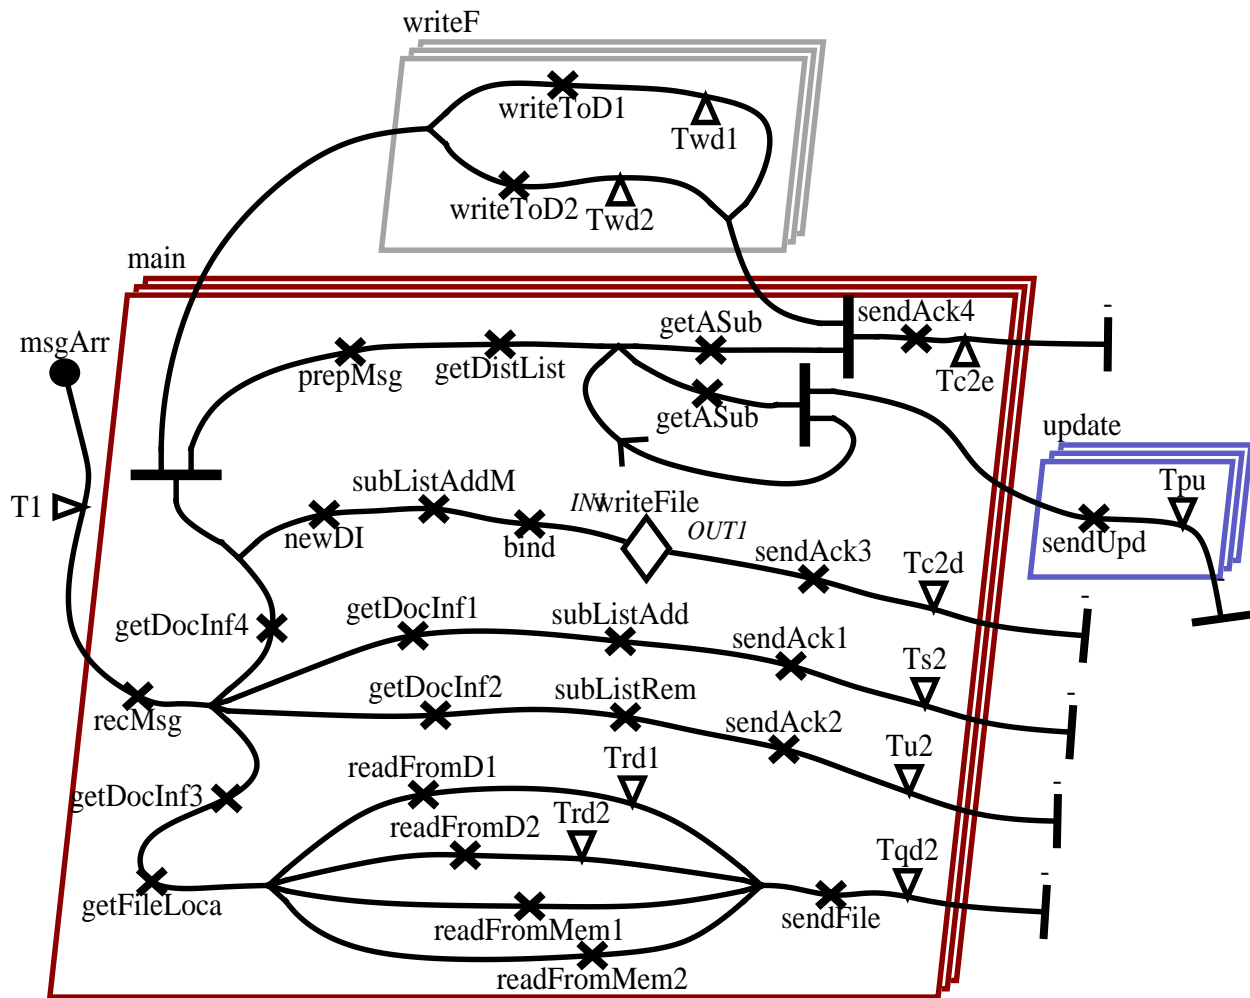 writeF
writeToD1
Twd1
writeToD2
Twd2
main
msgArr
prepMsg
getDistList
getASub
sendAck4
Tc2e
getASub
update
T1
subListAddM
newDI
bind
writeFile
OUT1
sendAck3
Tc2d
Tpu
sendUpd
getDocInf4
getDocInf1
subListAdd
sendAck1
Ts2
recMsg
getDocInf2
subListRem
sendAck2
Tu2
getDocInf3
readFromD1
Trd1
readFromD2
Trd2
getFileLoca
readFromMem1
readFromMem2
sendFile
Tqd2